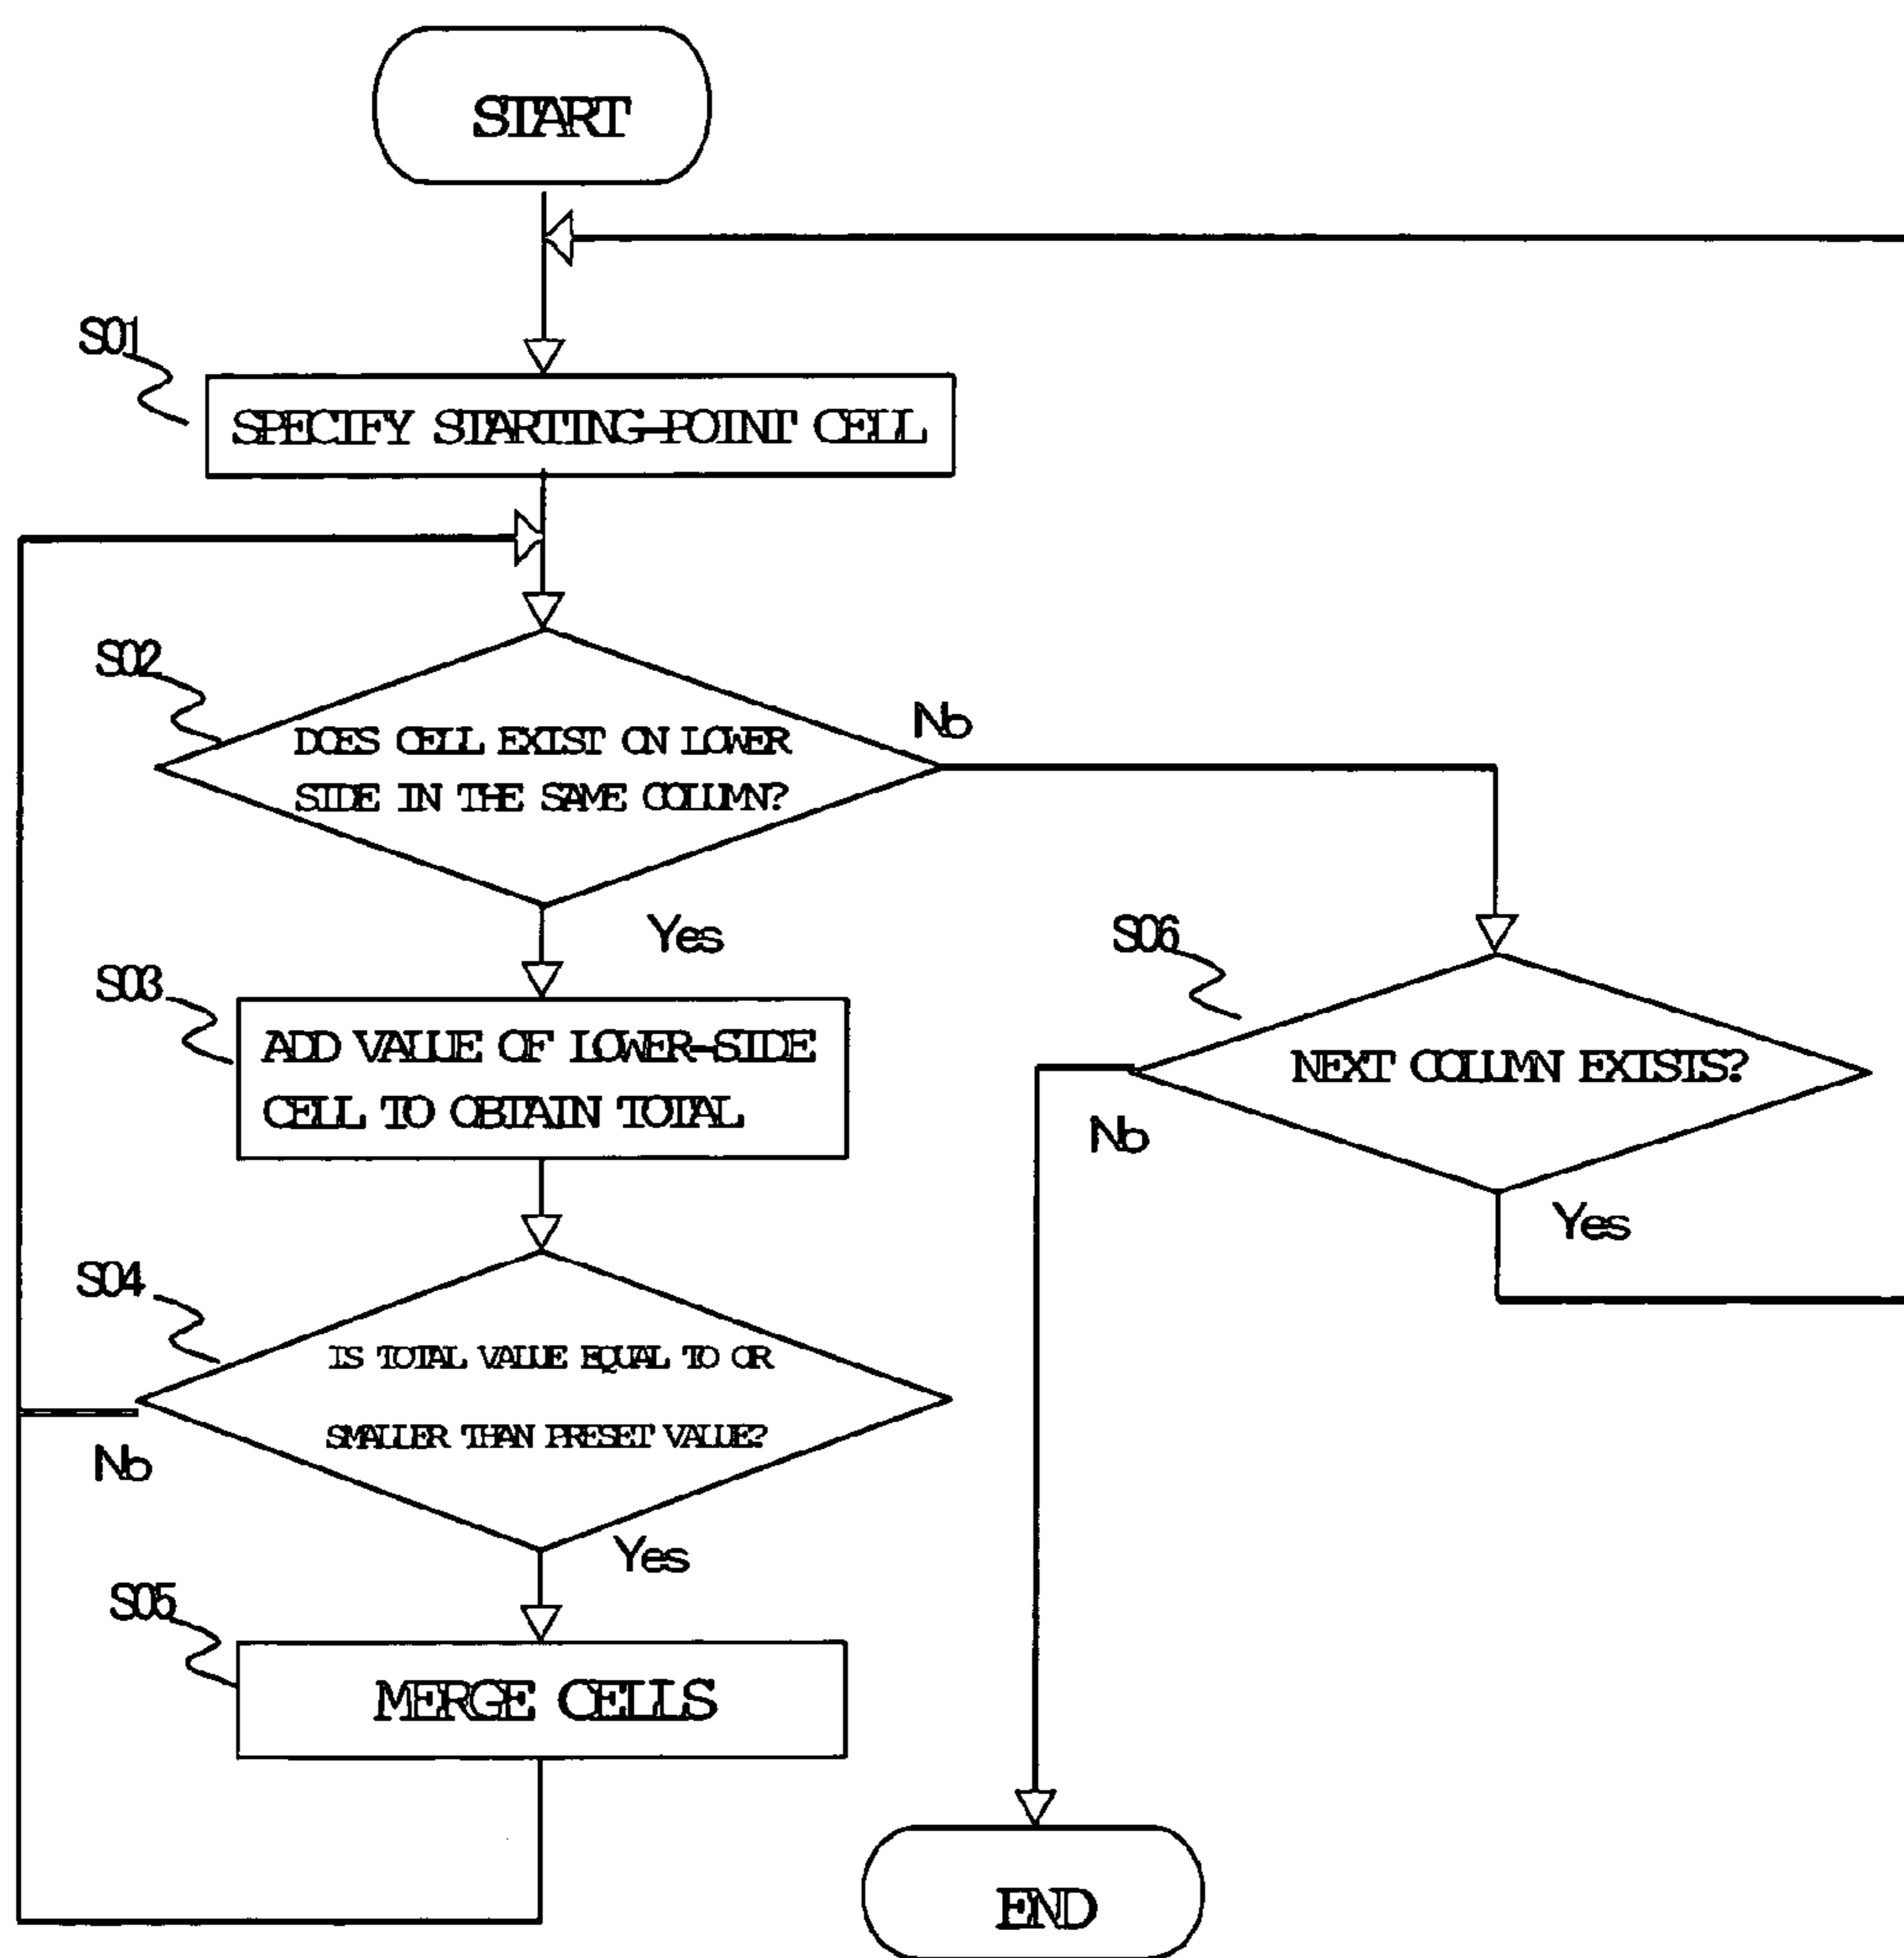 START
S01
SPECIFY STARTING-POINT CELL
S02
DOES CELL EXIST ON LOWER
SIDE IN THE SAME COLUMN?
No
Yes
S03
ADD VALUE OF LOWER-SIDE
CELL TO OBTAIN TOTAL
S06
NEXT COLUMN EXISTS?
No
Yes
S04
IS TOTAL VALUE EQUAL TO OR
SMALLER THAN PRESET VALUE?
No
Yes
S05
MERGE CELLS
END